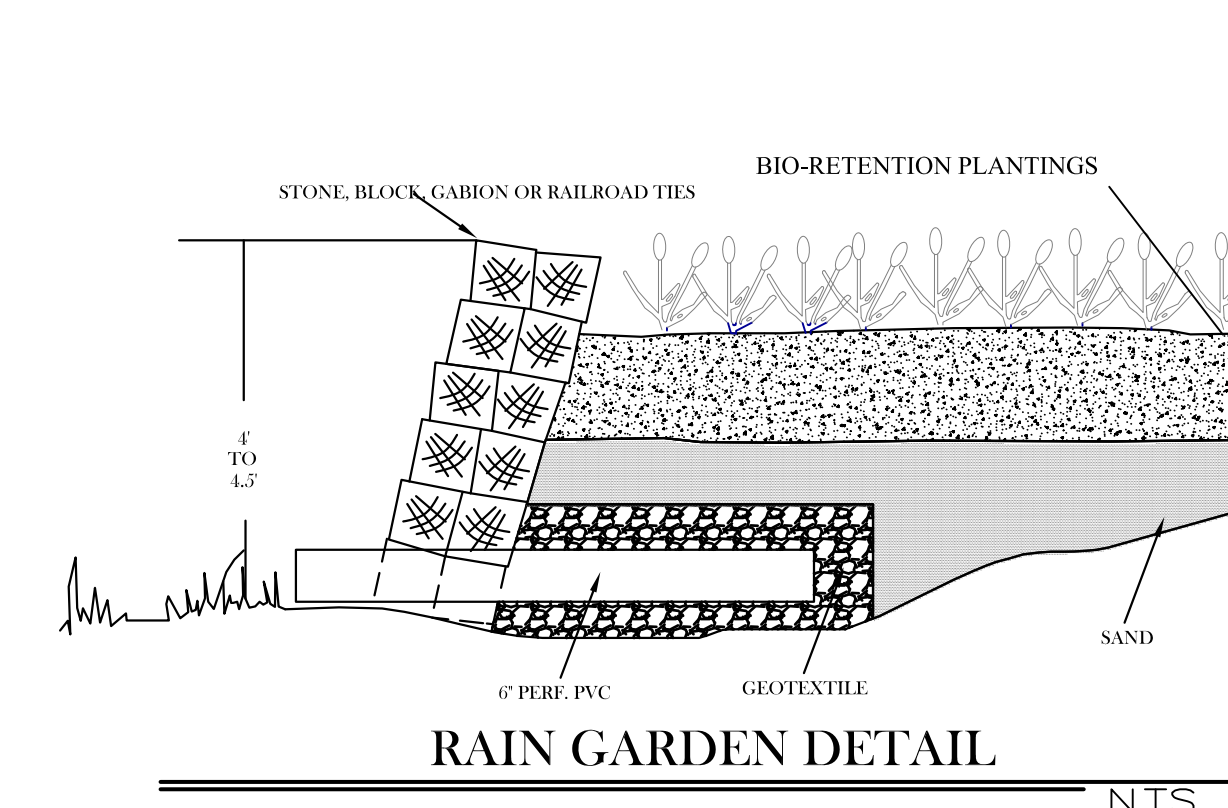 BIO-RETENTION PLANTINGS
STONE, BLOCK, GABION OR RAILROAD TIES
4'
TO
4.5'
SAND
6" PERF. PVC
GEOTEXTILE
RAIN GARDEN DETAIL
NTS